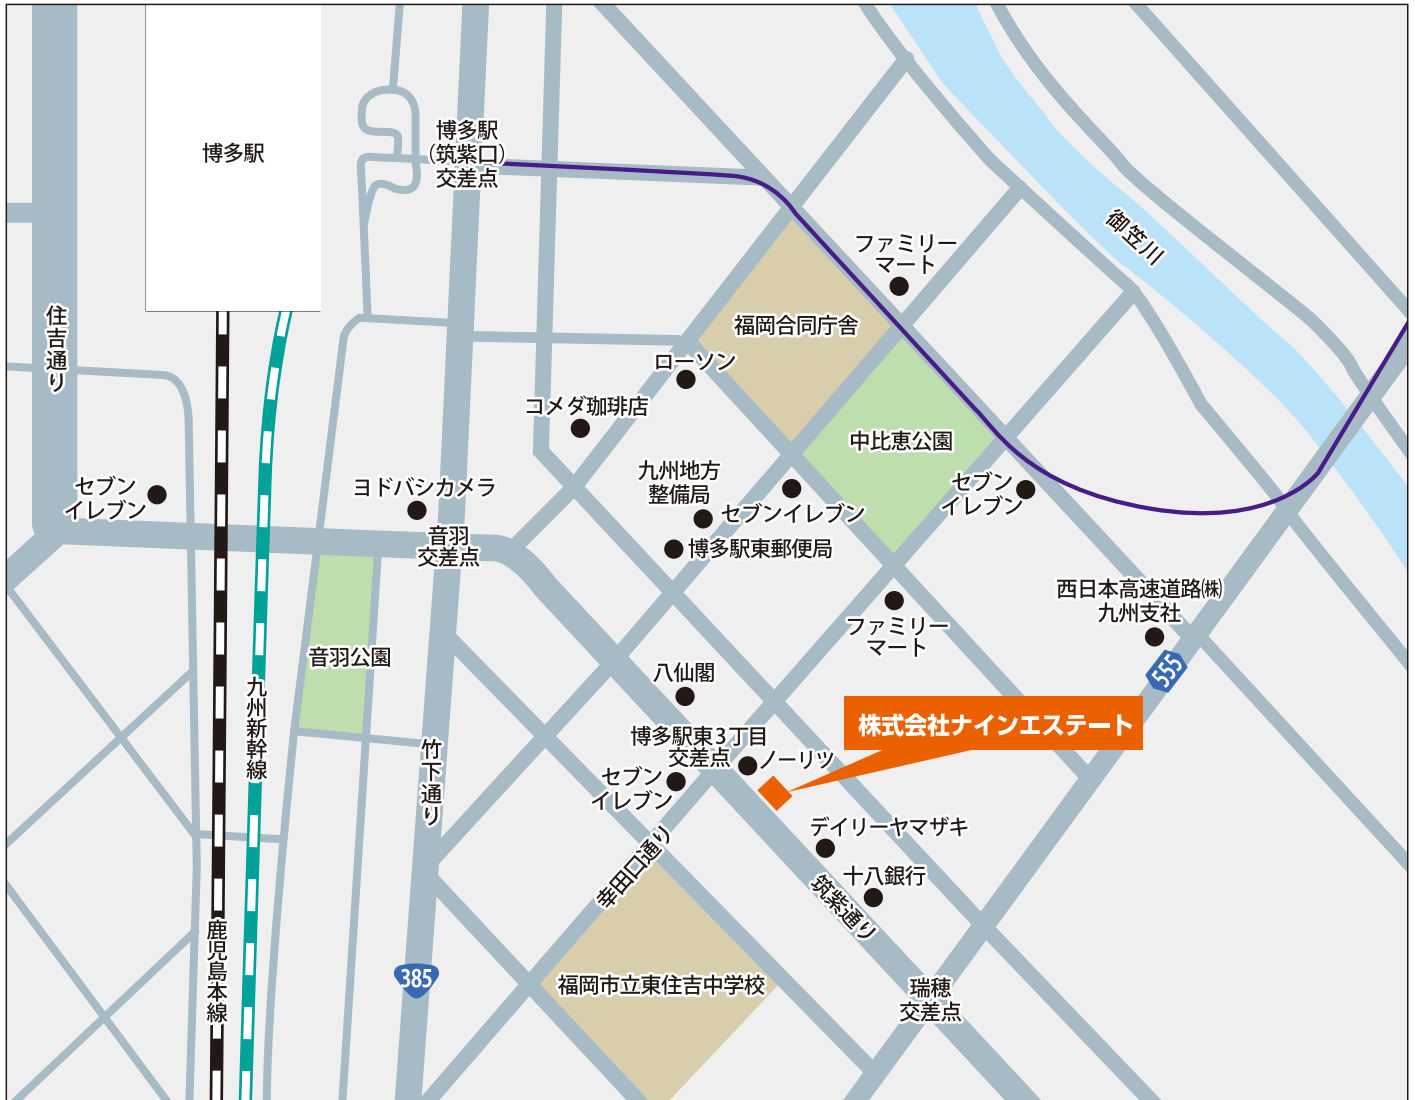 博多駅
博多駅
（筑紫口）
交差点
御笠川
ファミリー
マート
住吉通り
福岡合同庁舎
ローソン
コメダ珈琲店
中比恵公園
九州地方
整備局
セブン
イレブン
ヨドバシカメラ
セブンイレブン
セブン
イレブン
音羽
交差点
博多駅東郵便局
西日本高速道路㈱
九州支社
ファミリー
マート
音羽公園
八仙閣
555
九州新幹線
株式会社ナインエステート
博多駅東3丁目
交差点
ノーリツ
竹下通り
セブン
イレブン
デイリーヤマザキ
幸田口通り
十八銀行
筑紫通り
鹿児島本線
385
福岡市立東住吉中学校
瑞穂
交差点